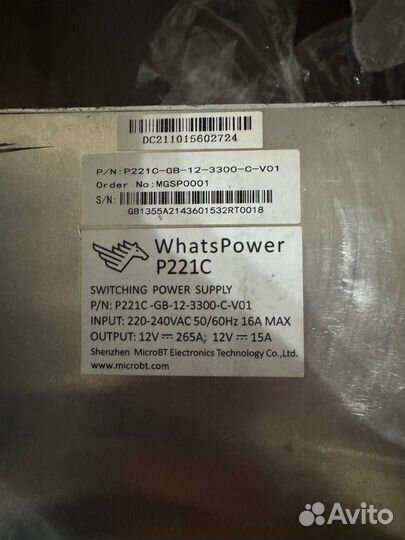 DC211015602724
P/N:P221C-GB-12-3300-C-V01
Order No:MGSP0001
S/N:
GB1355A2143601532RT0018
WhatsPower
P221C
SWITCHING POWER SUPPLY
P/N: P221C -GB-12-3300-C-V01
INPUT: 220-240VAC 50/60Hz 16A MAX
OUTPUT: 12V⎓265A; 12V⎓15A
Shenzhen MicroBT Electronics Technology Co.,Ltd.
www.microbt.com
Avito